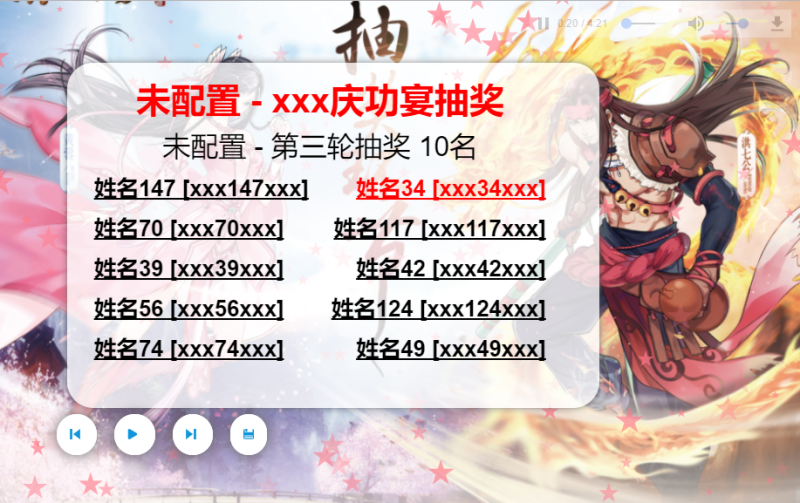 抽
0:20 / 4:21
未配置 - xxx庆功宴抽奖
未配置 - 第三轮抽奖 10名
姓名147 [xxx147xxx] 姓名34 [xxx34xxx]
姓名70 [xxx70xxx] 姓名117 [xxx117xxx]
姓名39 [xxx39xxx] 姓名42 [xxx42xxx]
姓名56 [xxx56xxx] 姓名124 [xxx124xxx]
姓名74 [xxx74xxx] 姓名49 [xxx49xxx]
洪七公